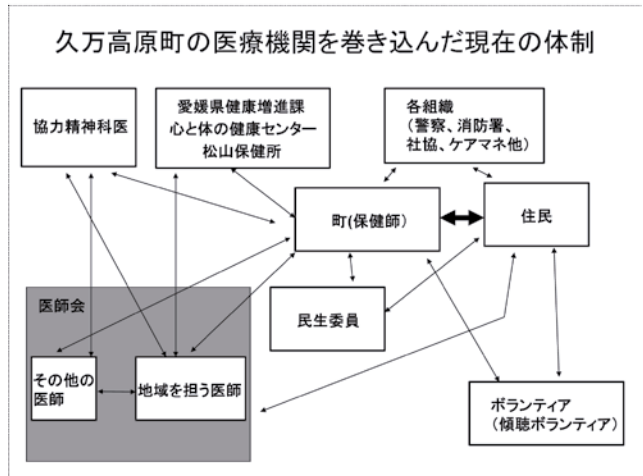 久万高原町の医療機関を巻き込んだ現在の体制
協力精神科医
愛媛県健康増進課
心と体の健康センター
松山保健所
各組織
(警察、消防署、
社協、ケアマネ他)
町(保健師)
住民
医師会
民生委員
その他の
医師
地域を担う医師
ボランティア
(傾聴ボランティア)